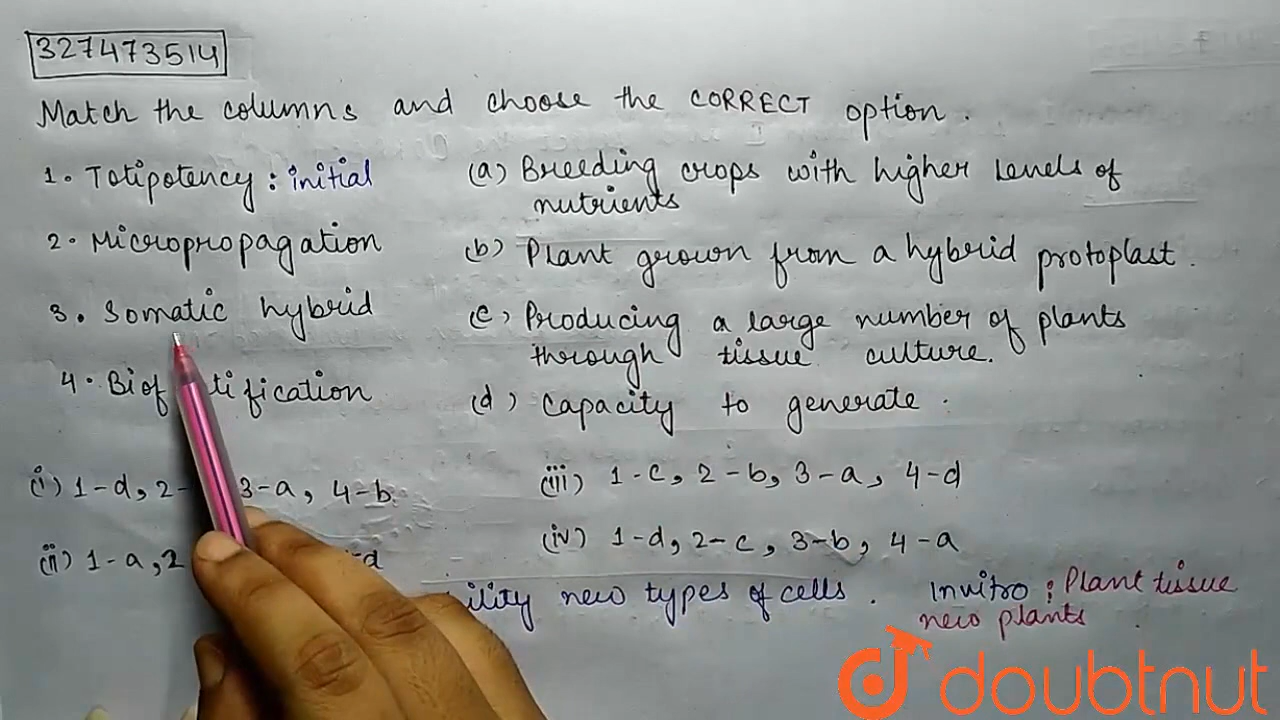 327473514
Match the columns and choose the CORRECT option.
1. Totipotency : initial
(a) Breeding crops with higher Levels of
nutrients
2. Micropropagation
(b) Plant grown from a hybrid protoplast.
3. Somatic hybrid
(c) Producing a large number of plants
through tissue culture.
4. Biof tification
(d) Capacity to generate.
(i) 1-d, 2- 3-a, 4-b.
(iii) 1-c, 2-b, 3-a, 4-d
(ii) 1-a, 2 -d
(iv) 1-d, 2-c, 3-b, 4-a
ility new types of cells. Invitro : Plant tissue
new plants
doubtnut